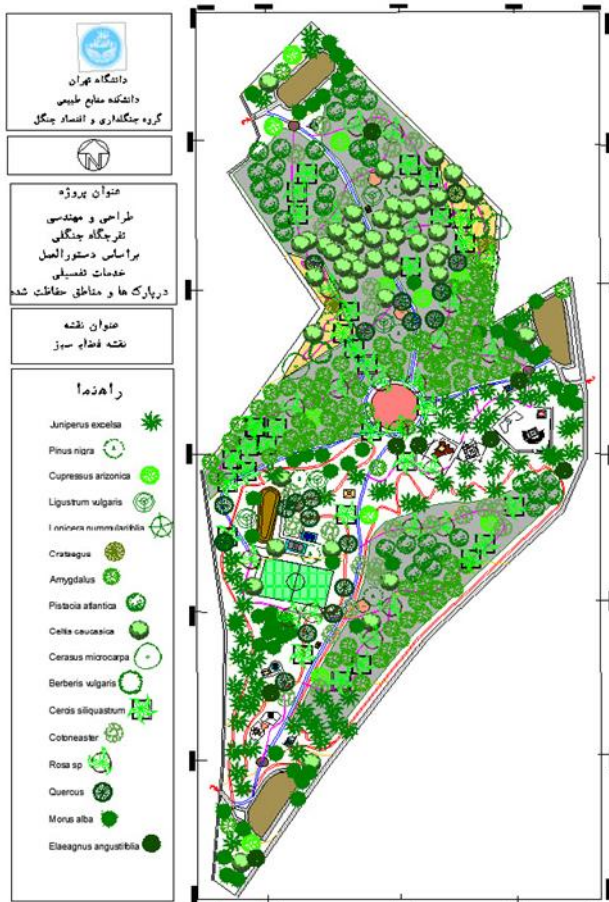 دانشگاه تهران
دانشکده منابع طبیعی
گروه جنگلداری و اقتصاد جنگل
N
عنوان پروژه
طراحی و مهندسی
تفرجگاه جنگلی
براساس دستورالعمل
خدمات تفصیلی
درپارک ها و مناطق حفاظت شده
عنوان نقشه
نقشه فضای سبز
راهنما
Juniperus excelsa
Pinus nigra
Cupressus arizonica
Ligustrum vulgaris
Lonicera nummularifolia
Crataegus
Amygdalus
Pistacia atlantica
Celtia caucasica
Cerasus microcarpa
Berberis vulgaris
Cercis siliquastrum
Cotoneaster
Rosa sp
Quercus
Morus alba
Elaeagnus angustifolia